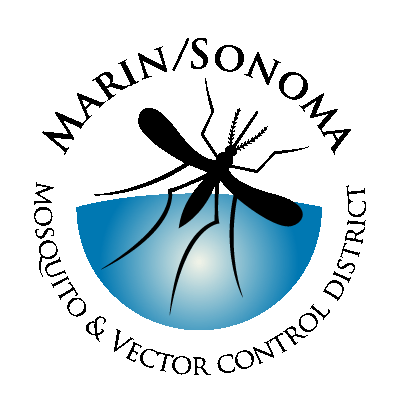 MARIN/SONOMA
MOSQUITO & VECTOR CONTROL DISTRICT